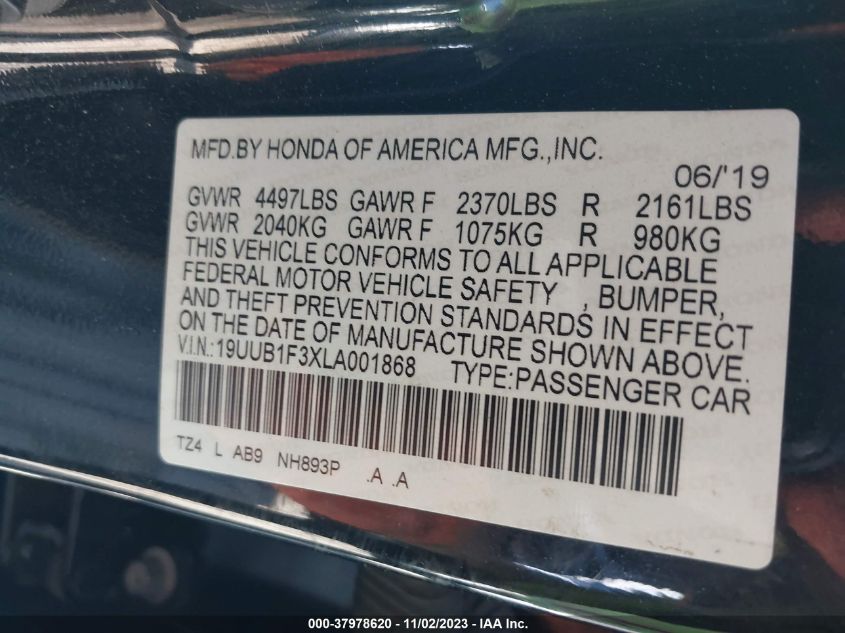 MFD.BY HONDA OF AMERICA MFG.,INC.
06/'19
GVWR 4497LBS GAWR F 2370LBS R 2161LBS
GVWR 2040KG GAWR F 1075KG R 980KG
THIS VEHICLE CONFORMS TO ALL APPLICABLE
FEDERAL MOTOR VEHICLE SAFETY , BUMPER,
AND THEFT PREVENTION STANDARDS IN EFFECT
ON THE DATE OF MANUFACTURE SHOWN ABOVE.
V.I.N.:19UUB1F3XLA001868 TYPE:PASSENGER CAR
TZ4 L AB9 NH893P .A .A
000-37978620 - 11/02/2023 - IAA Inc.